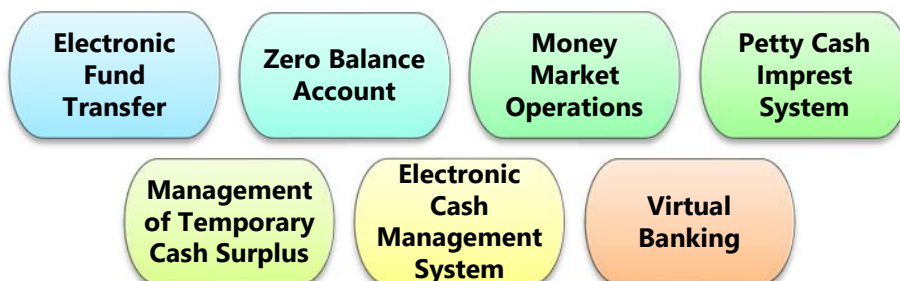 Electronic
Fund
Transfer
Zero Balance
Account
Money
Market
Operations
Petty Cash
Imprest
System
Management
of Temporary
Cash Surplus
Electronic
Cash
Management
System
Virtual
Banking